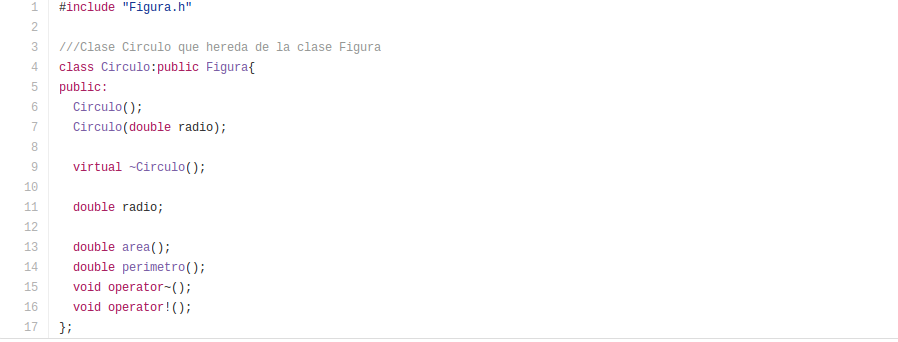 1 #include "Figura.h"
2
3 ///Clase Circulo que hereda de la clase Figura
4 class Circulo:public Figura{
5 public:
6   Circulo();
7   Circulo(double radio);
8
9   virtual ~Circulo();
10
11   double radio;
12
13   double area();
14   double perimetro();
15   void operator~();
16   void operator!();
17 };